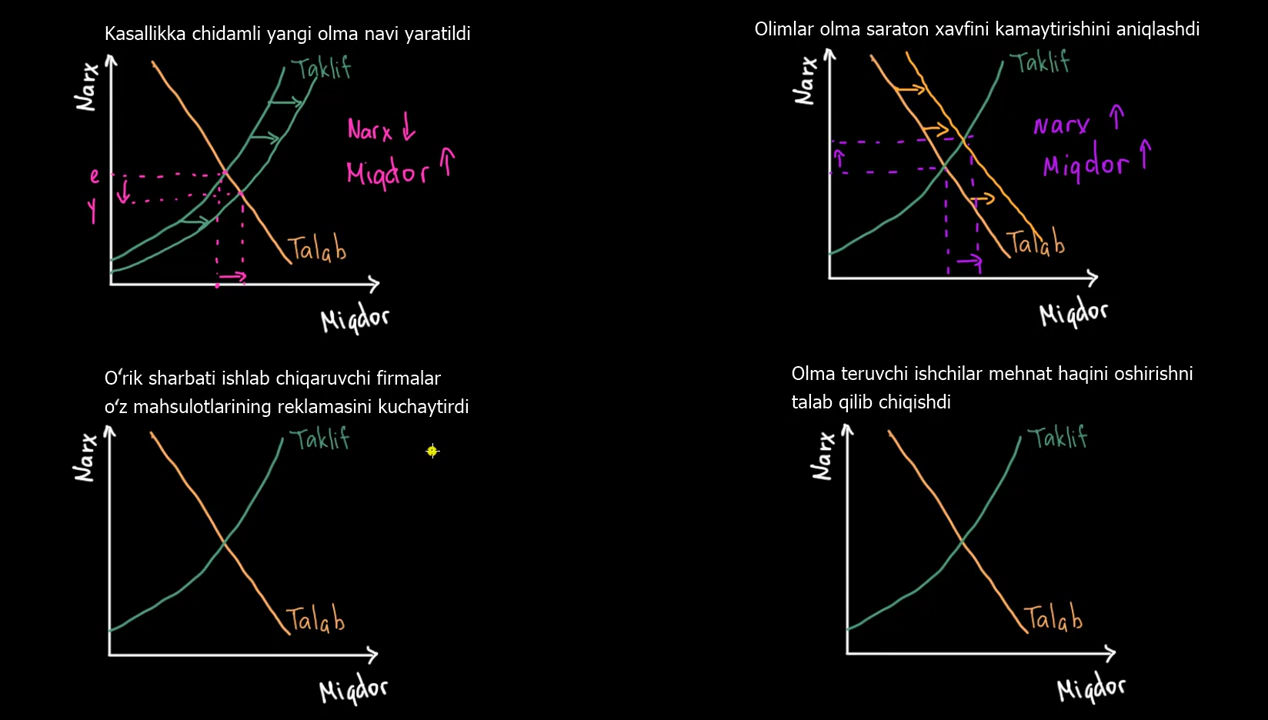 Kasallikka chidamli yangi olma navi yaratildi
Narx
Taklif
Narx ↓
Miqdor ↑
e
y
Talab
Miqdor
Olimlar olma saraton xavfini kamaytirishini aniqlashdi
Narx
Taklif
Narx ↑
Miqdor ↑
Talab
Miqdor
Oʻrik sharbati ishlab chiqaruvchi firmalar
oʻz mahsulotlarining reklamasini kuchaytirdi
Narx
Taklif
Talab
Miqdor
Olma teruvchi ishchilar mehnat haqini oshirishni
talab qilib chiqishdi
Narx
Taklif
Talab
Miqdor